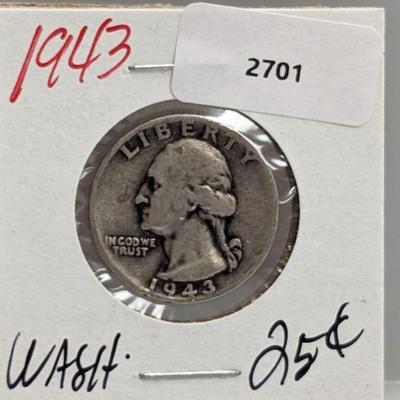 1943
2701
LIBERTY
IN GOD WE
TRUST
1943
WASH.
25¢